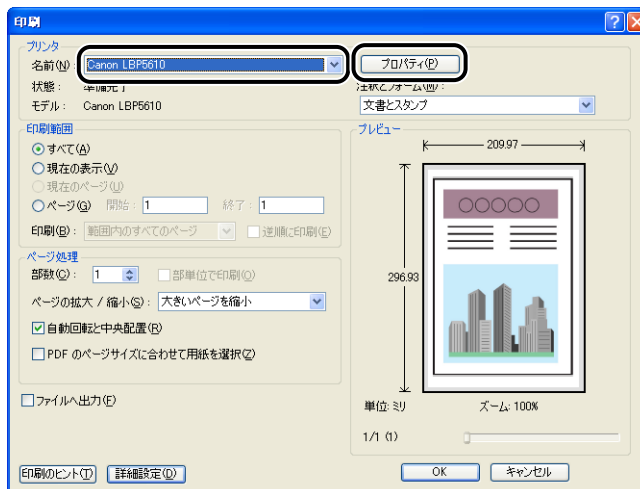 印刷
プリンタ
名前(N): Canon LBP5610 プロパティ(P)
状態: 準備完了 注釈とフォーム(M):
モデル: Canon LBP5610 文書とスタンプ
印刷範囲 プレビュー
すべて(A) 209.97
現在の表示(V)
現在のページ(U)
ページ(G) 開始: 1 終了: 1
印刷(B): 範囲内のすべてのページ 逆順に印刷(E)
ページ処理
部数(C): 1 部単位で印刷(O) 296.93
ページの拡大 / 縮小(S): 大きいページを縮小
自動回転と中央配置(R)
PDF のページサイズに合わせて用紙を選択(Z)
ファイルへ出力(F) 単位: ミリ ズーム: 100%
1/1 (1)
印刷のヒント(T) 詳細設定(D) OK キャンセル